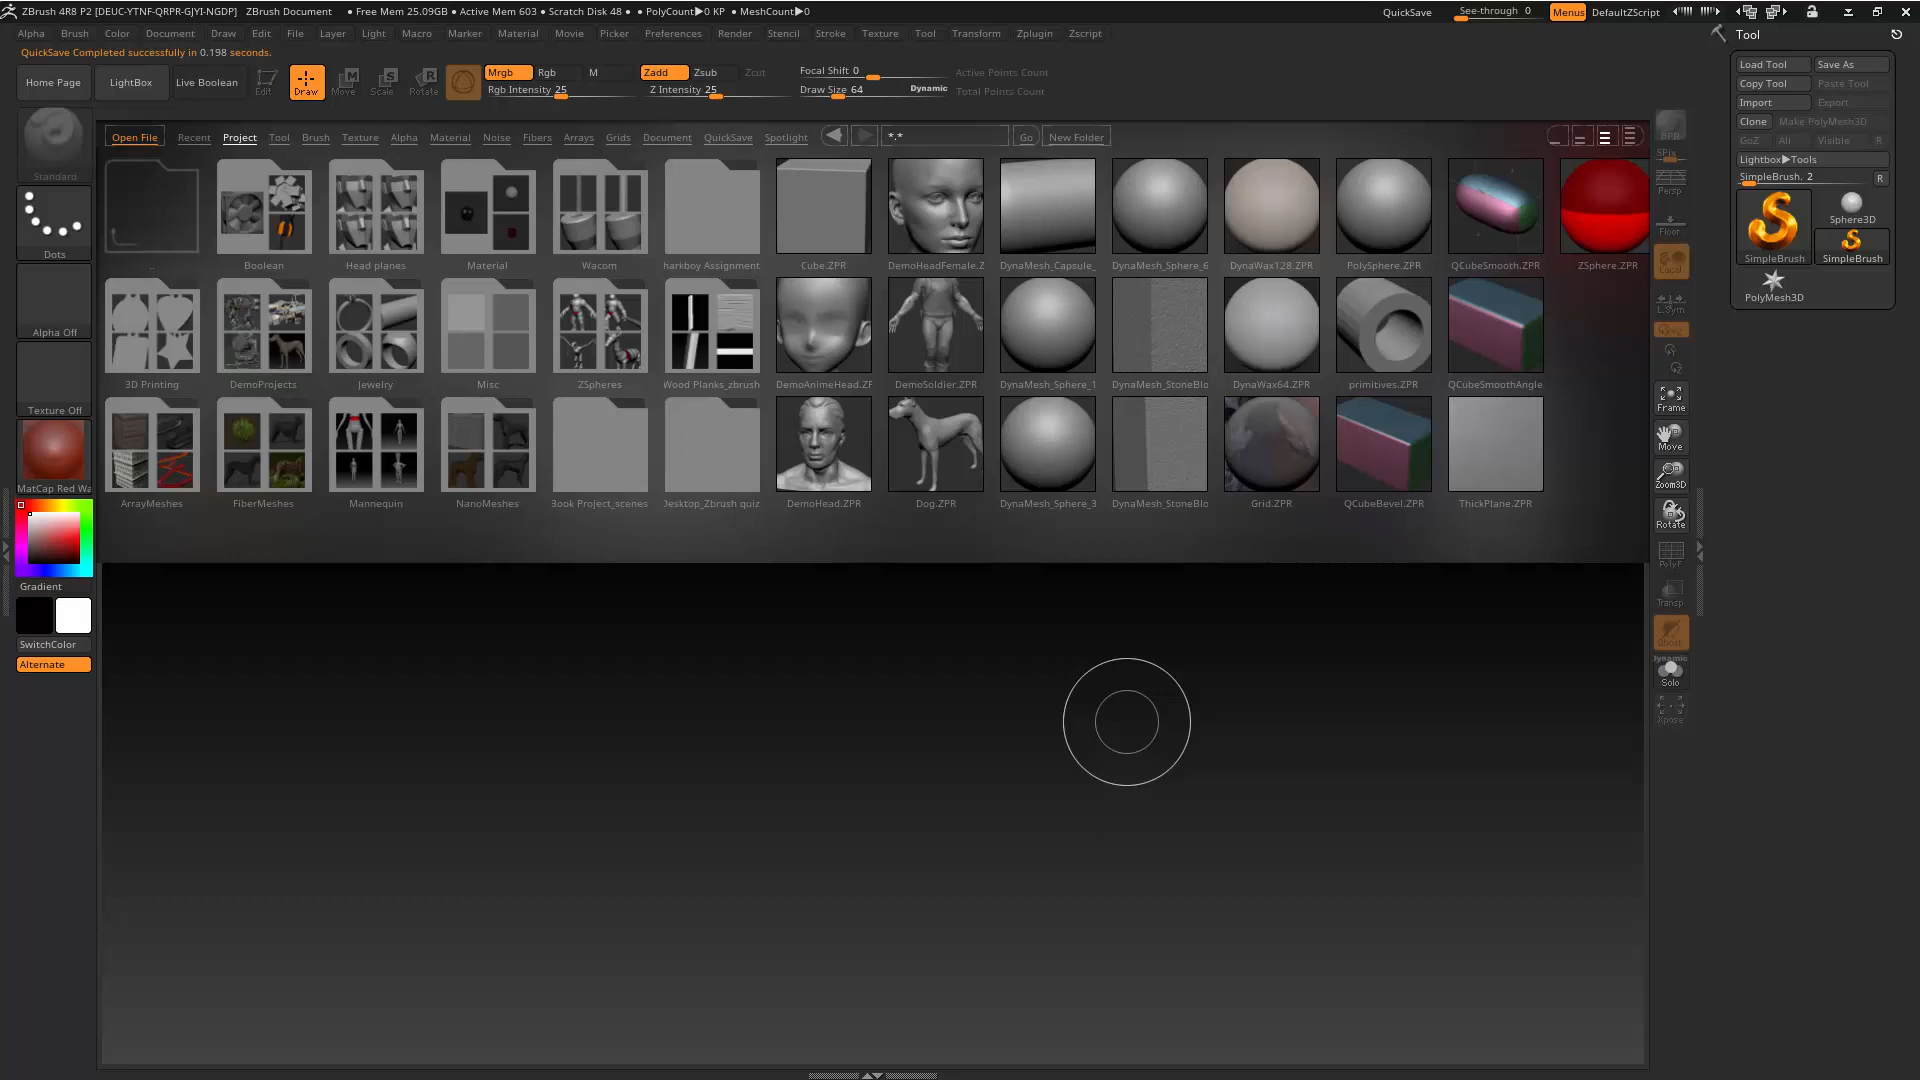 ZBrush 4R8 P2 [DEUC-YTNF-QRPR-GJYI-NGDP] ZBrush Document • Free Mem 25.09GB • Active Mem 603 • Scratch Disk 48 • • PolyCount▶0 KP • MeshCount▶0 QuickSave See-through 0 Menus DefaultZScript
Alpha Brush Color Document Draw Edit File Layer Light Macro Marker Material Movie Picker Preferences Render Stencil Stroke Texture Tool Transform Zplugin Zscript
Tool
QuickSave Completed successfully in 0.198 seconds.
Load Tool Save As
Copy Tool Paste Tool
Import Export
Clone Make PolyMesh3D
GoZ All Visible R
Lightbox▶Tools
SimpleBrush. 2 R
Sphere3D
SimpleBrush SimpleBrush
PolyMesh3D
Home Page LightBox Live Boolean Edit Draw Move Scale Rotate
Mrgb Rgb M Zadd Zsub Zcut Focal Shift 0 Active Points Count
Rgb Intensity 25 Z Intensity 25 Draw Size 64 Dynamic Total Points Count
Open File Recent Project Tool Brush Texture Alpha Material Noise Fibers Arrays Grids Document QuickSave Spotlight *.* Go New Folder
.. Boolean Head planes Material Wacom harkboy Assignment Cube.ZPR DemoHeadFemale.Z DynaMesh_Capsule_ DynaMesh_Sphere_6 DynaWax128.ZPR PolySphere.ZPR QCubeSmooth.ZPR ZSphere.ZPR
3D Printing DemoProjects Jewelry Misc ZSpheres Wood Planks_zbrush DemoAnimeHead.ZF DemoSoldier.ZPR DynaMesh_Sphere_1 DynaMesh_StoneBlo DynaWax64.ZPR primitives.ZPR QCubeSmoothAngle
ArrayMeshes FiberMeshes Mannequin NanoMeshes Book Project_scenes Desktop_Zbrush quiz DemoHead.ZPR Dog.ZPR DynaMesh_Sphere_3 DynaMesh_StoneBlo Grid.ZPR QCubeBevel.ZPR ThickPlane.ZPR
Standard
Dots
Alpha Off
Texture Off
MatCap Red Wa
Gradient
SwitchColor
Alternate
BPR
SPix
Persp
Floor
Local
L.Sym
Frame
Move
Zoom3D
Rotate
PolyF
Transp
Ghost
Dynamic
Solo
Xpose